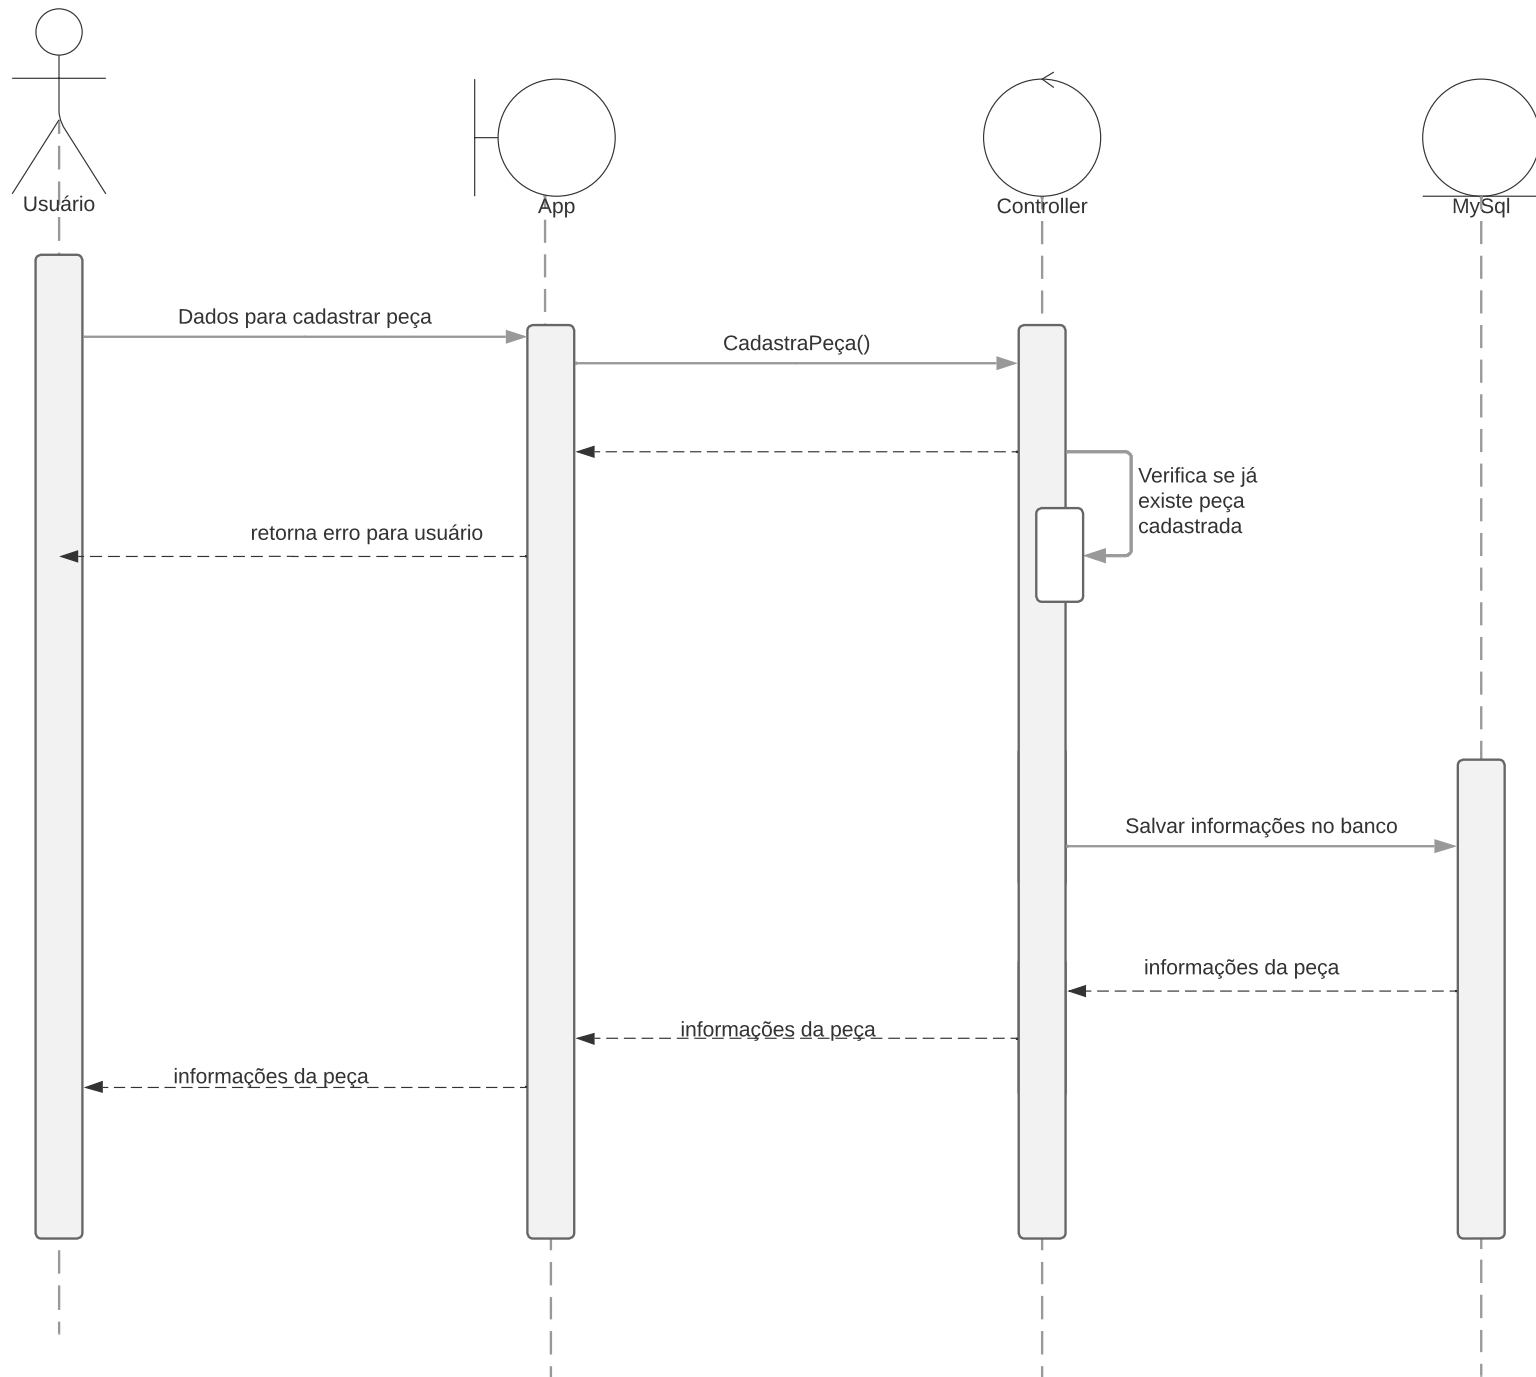 Usuário
App
Controller
MySql
Dados para cadastrar peça
CadastraPeça()
Verifica se já
existe peça
cadastrada
retorna erro para usuário
Salvar informações no banco
informações da peça
informações da peça
informações da peça